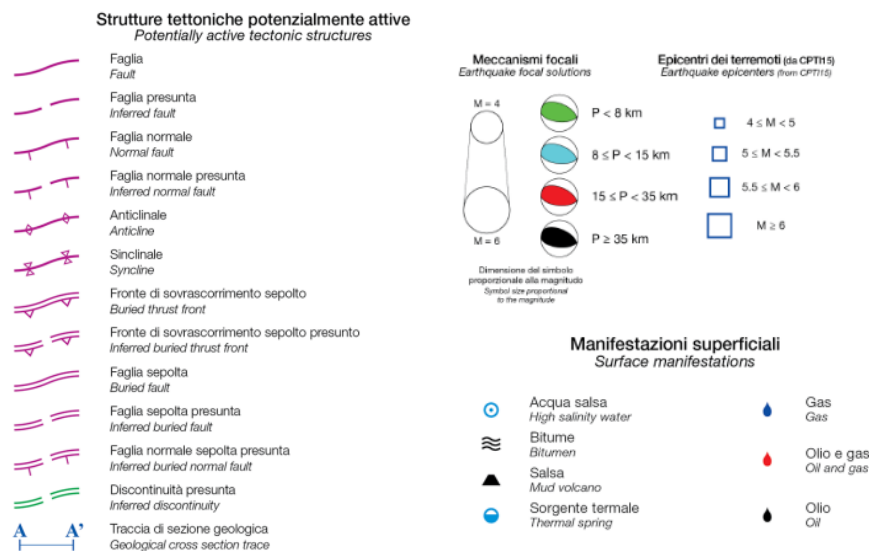 Strutture tettoniche potenzialmente attive
Potentially active tectonic structures
Faglia
Fault
Faglia presunta
Inferred fault
Faglia normale
Normal fault
Faglia normale presunta
Inferred normal fault
Anticlinale
Anticline
Sinclinale
Syncline
Fronte di sovrascorrimento sepolto
Buried thrust front
Fronte di sovrascorrimento sepolto presunto
Inferred buried thrust front
Faglia sepolta
Buried fault
Faglia sepolta presunta
Inferred buried fault
Faglia normale sepolta presunta
Inferred buried normal fault
Discontinuità presunta
Inferred discontinuity
A A'
Traccia di sezione geologica
Geological cross section trace
Meccanismi focali
Earthquake focal solutions
M = 4
M = 6
P < 8 km
8 ≤ P < 15 km
15 ≤ P < 35 km
P ≥ 35 km
Dimensione del simbolo
proporzionale alla magnitudo
Symbol size proportional
to the magnitude
Epicentri dei terremoti (da CPTI15)
Earthquake epicenters (from CPTI15)
4 ≤ M < 5
5 ≤ M < 5.5
5.5 ≤ M < 6
M ≥ 6
Manifestazioni superficiali
Surface manifestations
Acqua salsa
High salinity water
Bitume
Bitumen
Salsa
Mud volcano
Sorgente termale
Thermal spring
Gas
Gas
Olio e gas
Oil and gas
Olio
Oil